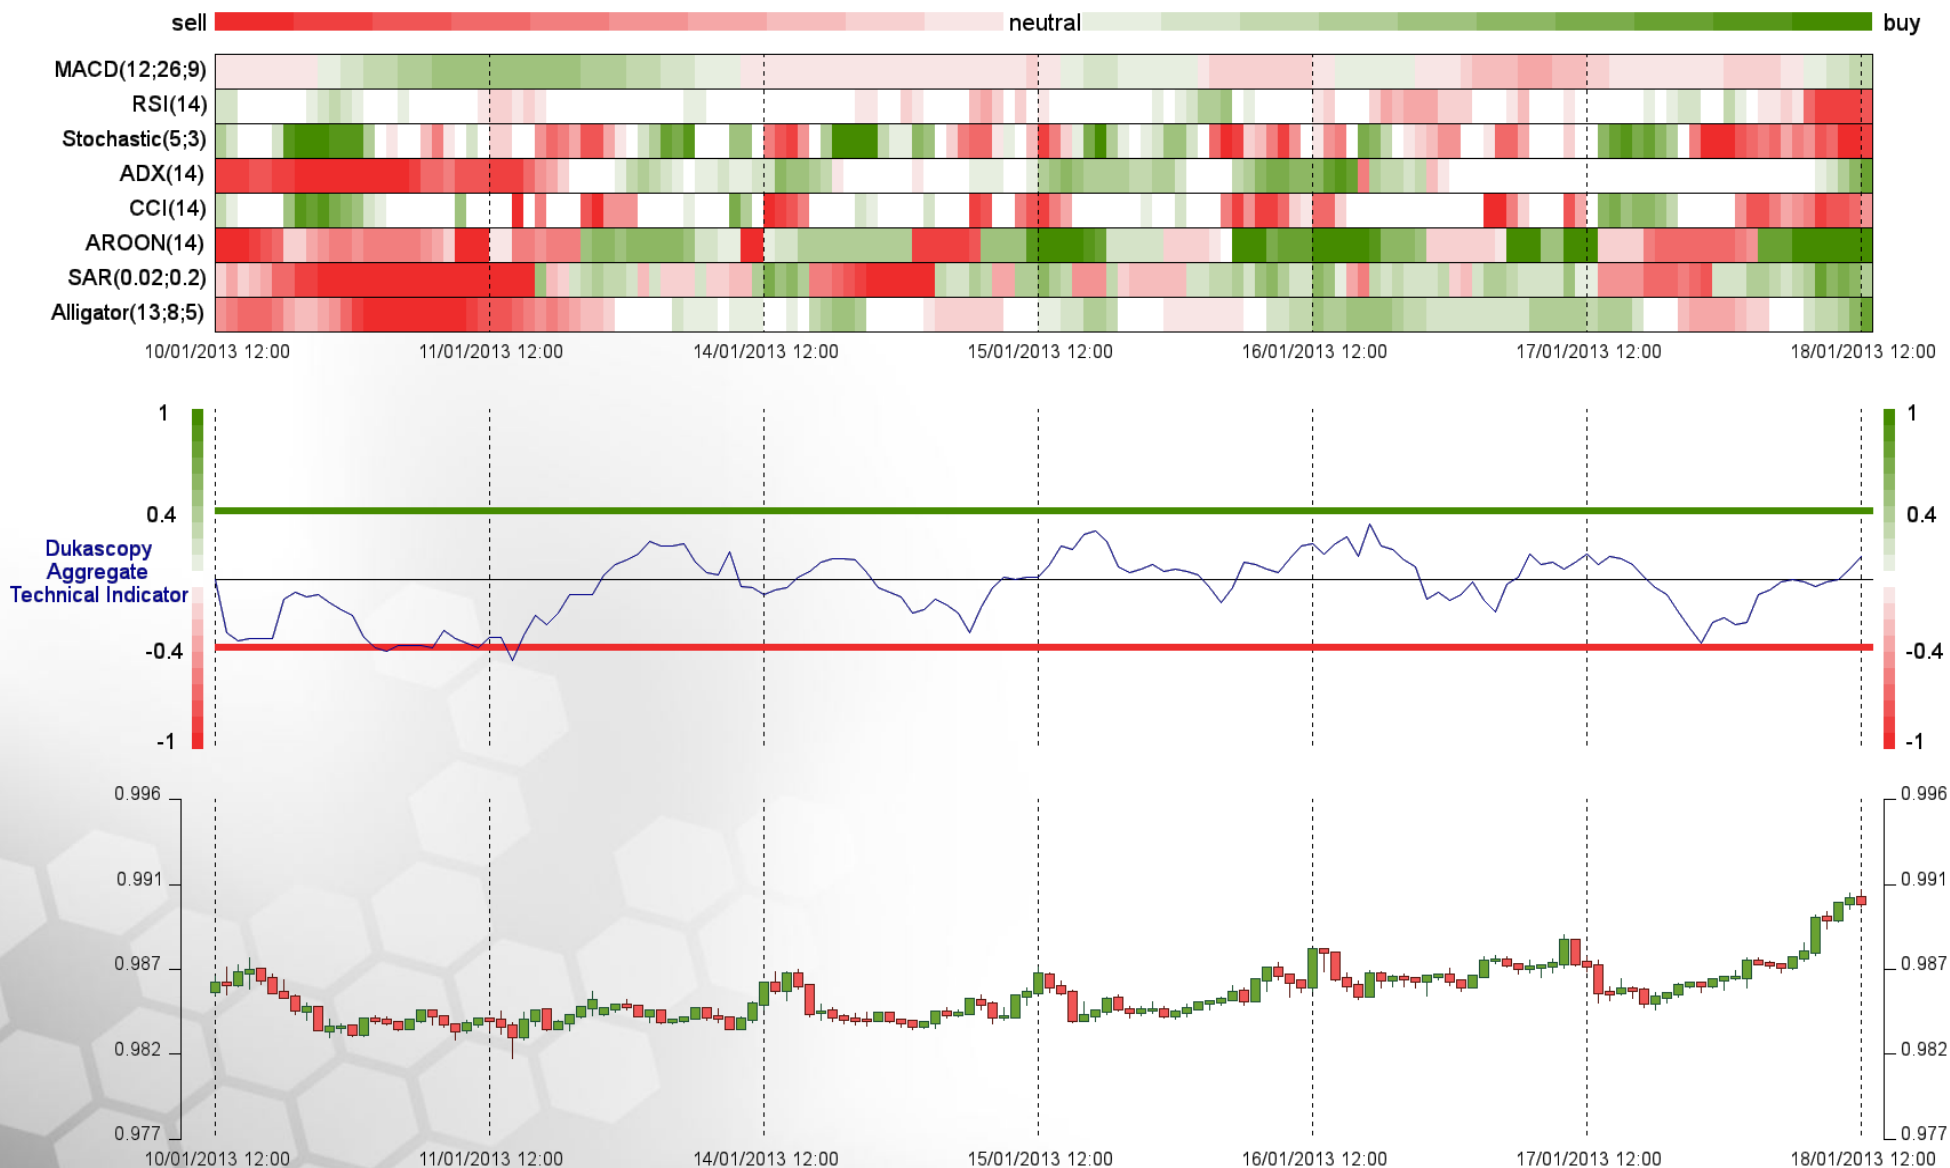 sell neutral buy
MACD(12;26;9)
RSI(14)
Stochastic(5;3)
ADX(14)
CCI(14)
AROON(14)
SAR(0.02;0.2)
Alligator(13;8;5)
10/01/2013 12:00 11/01/2013 12:00 14/01/2013 12:00 15/01/2013 12:00 16/01/2013 12:00 17/01/2013 12:00 18/01/2013 12:00
1 1
0.4 0.4
Dukascopy
Aggregate
Technical Indicator
-0.4 -0.4
-1 -1
0.996 0.996
0.991 0.991
0.987 0.987
0.982 0.982
0.977 0.977
10/01/2013 12:00 11/01/2013 12:00 14/01/2013 12:00 15/01/2013 12:00 16/01/2013 12:00 17/01/2013 12:00 18/01/2013 12:00